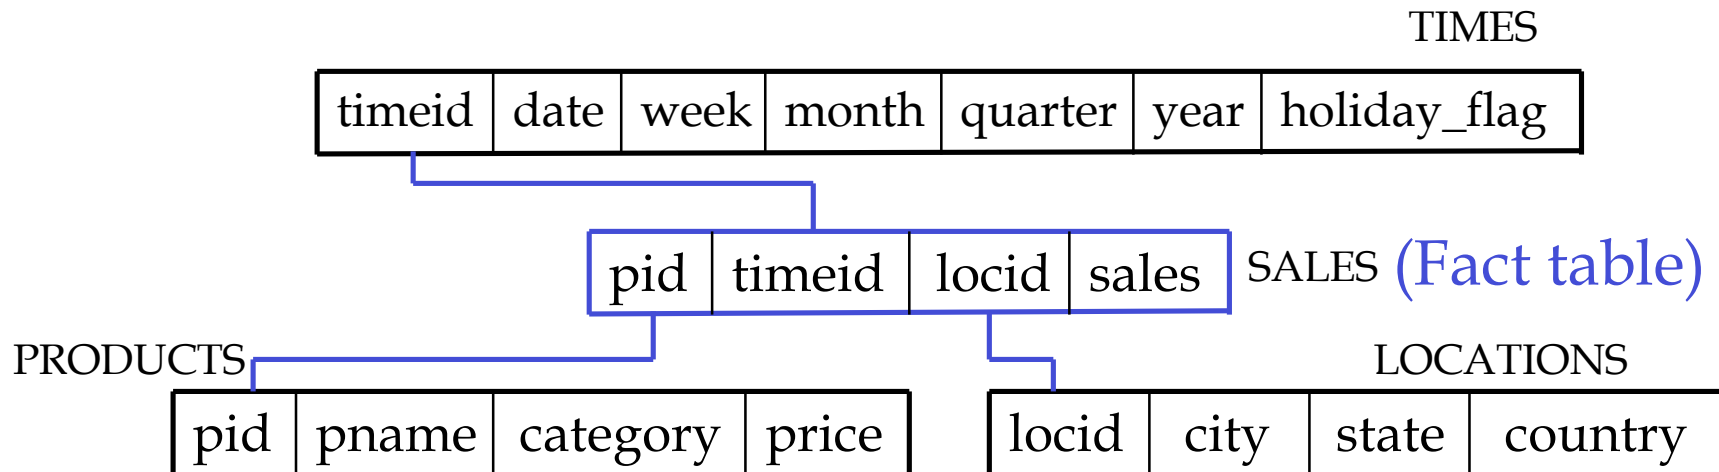 TIMES
timeid date week month quarter year holiday_flag
pid timeid locid sales SALES (Fact table)
PRODUCTS LOCATIONS
pid pname category price locid city state country